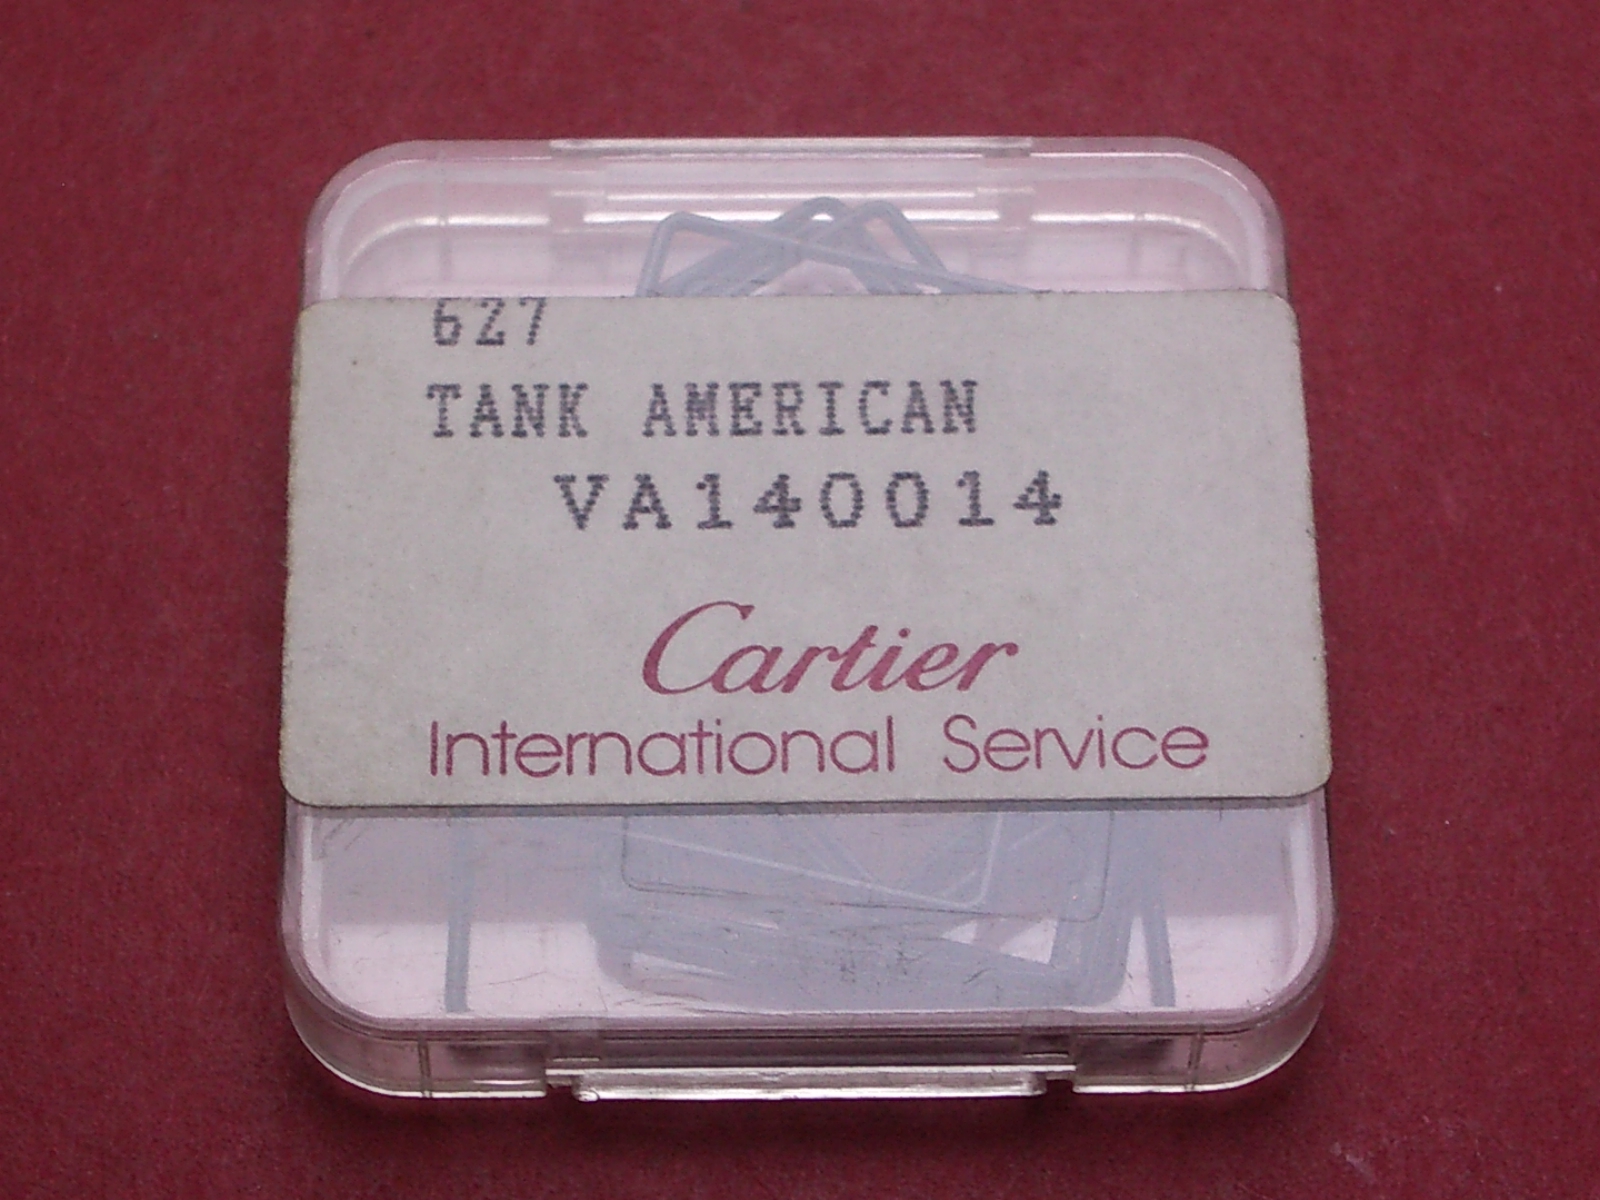 627
TANK AMERICAN
VA140014
Cartier
International Service